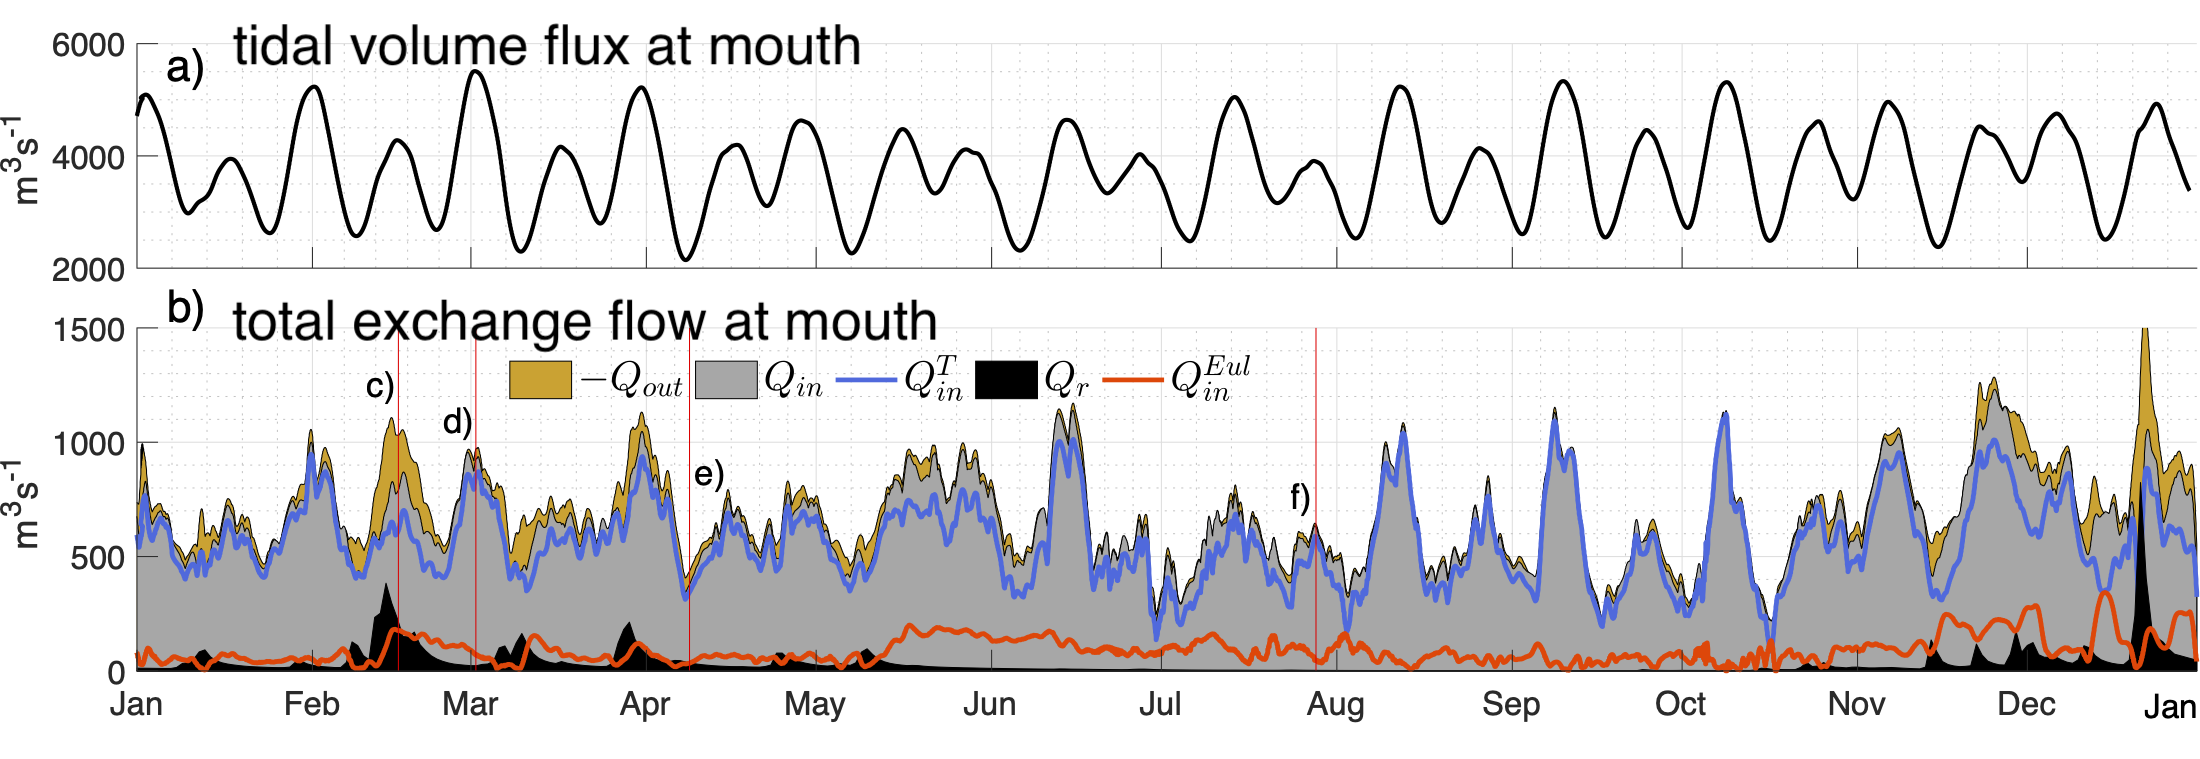 tidal volume flux at mouth
a)
6000
4000
2000
m³s⁻¹
total exchange flow at mouth
b)
1500
1000
500
0
m³s⁻¹
−Q_out Q_in Q_in^T Q_r Q_in^Eul
c)
d)
e)
f)
Jan Feb Mar Apr May Jun Jul Aug Sep Oct Nov Dec Jan